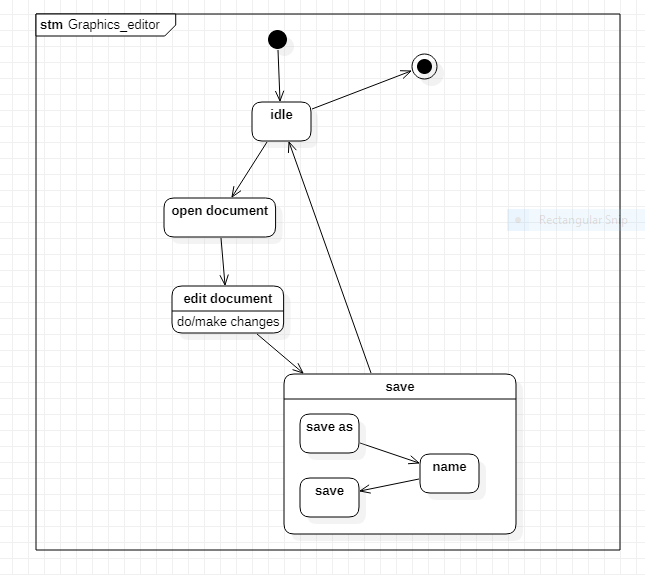 stm Graphics_editor
idle
open document
Rectangular Snip
edit document
do/make changes
save
save as
name
save